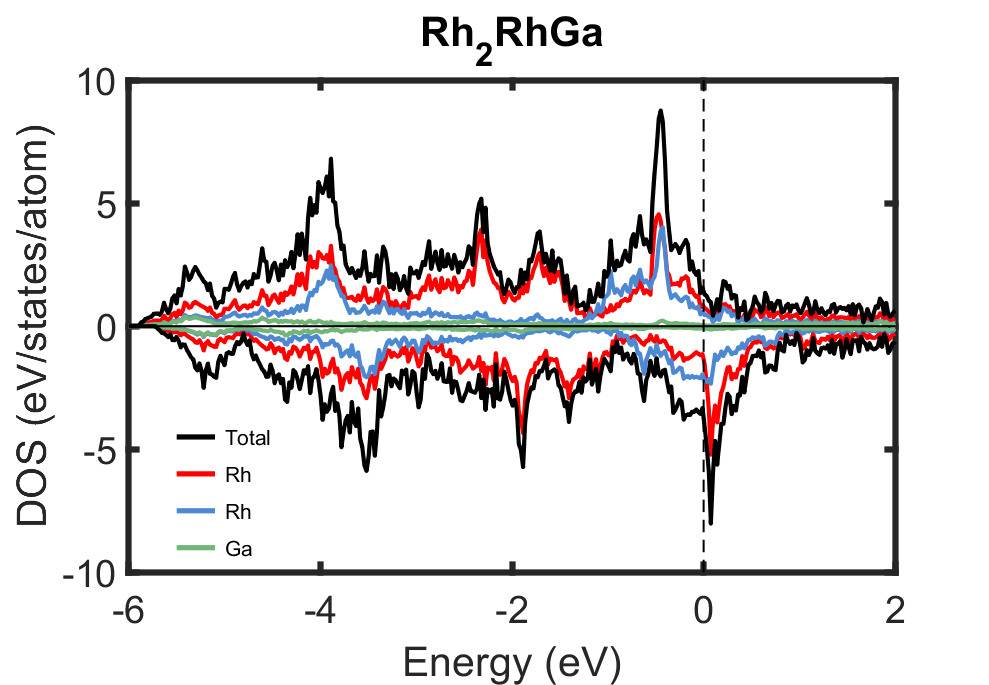 Rh2RhGa
DOS (eV/states/atom)
10
5
0
-5
-10
Total
Rh
Rh
Ga
-6 -4 -2 0 2
Energy (eV)